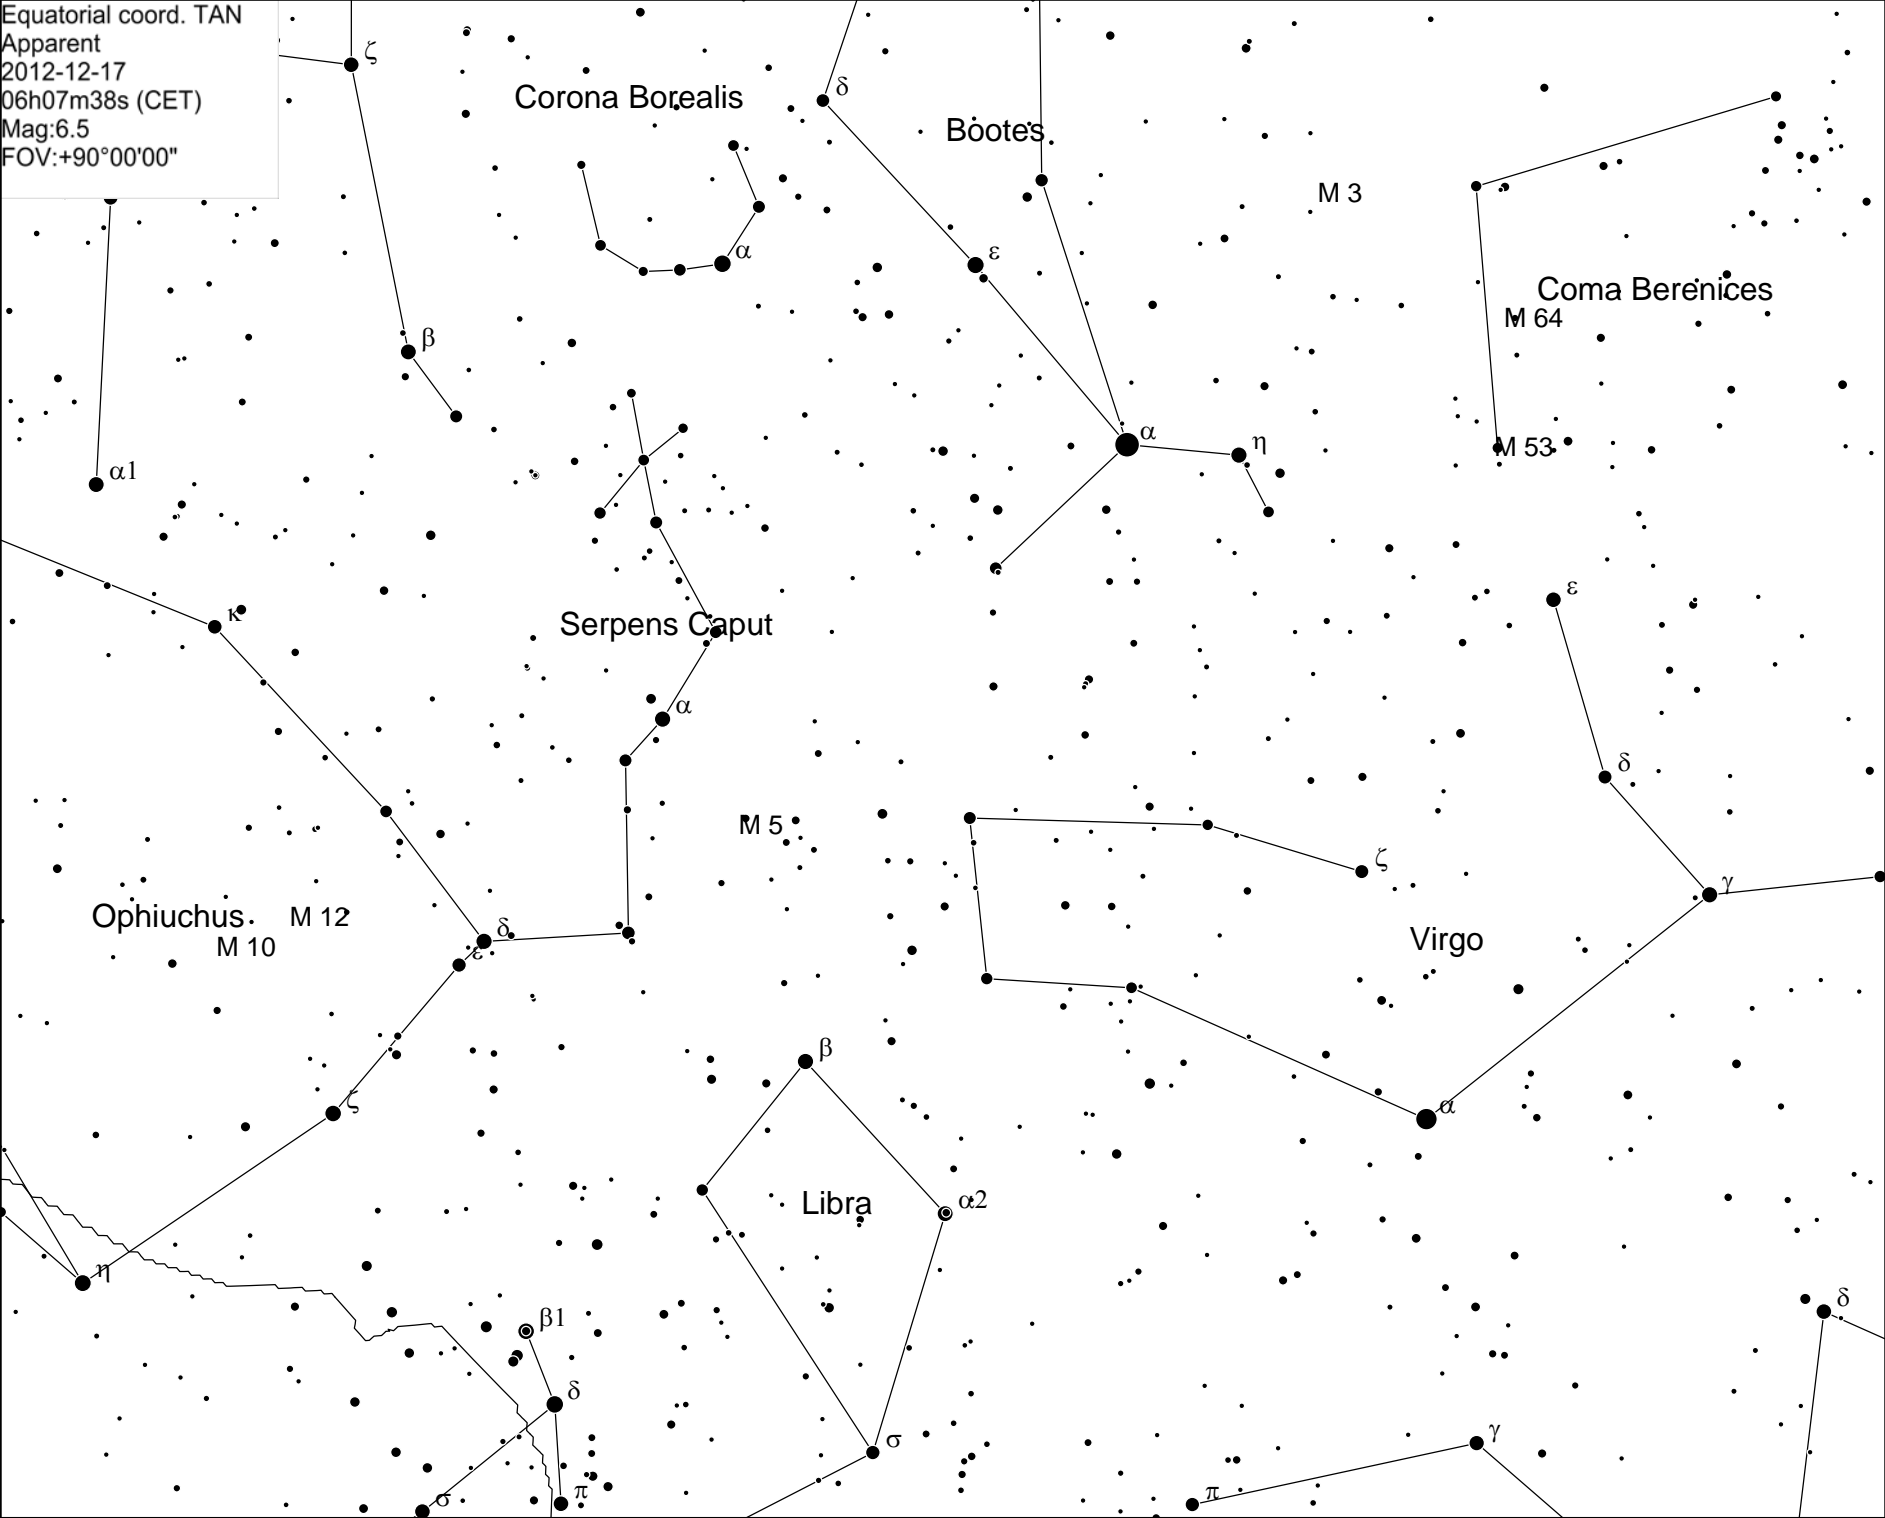 Equatorial coord. TAN
Apparent
2012-12-17
06h07m38s (CET)
Mag:6.5
FOV:+90°00'00"
ζ
δ
Corona Borealis
Bootes
M 3
α
ε
Coma Berenices
M 64
β
α
η
M 53
α1
ε
κ
Serpens Caput
α
δ
M 5
ζ
γ
Ophiuchus
M 12
δ
Virgo
M 10
ε
β
ζ
α
Libra
α2
η
β1
δ
δ
σ
γ
σ
π
π